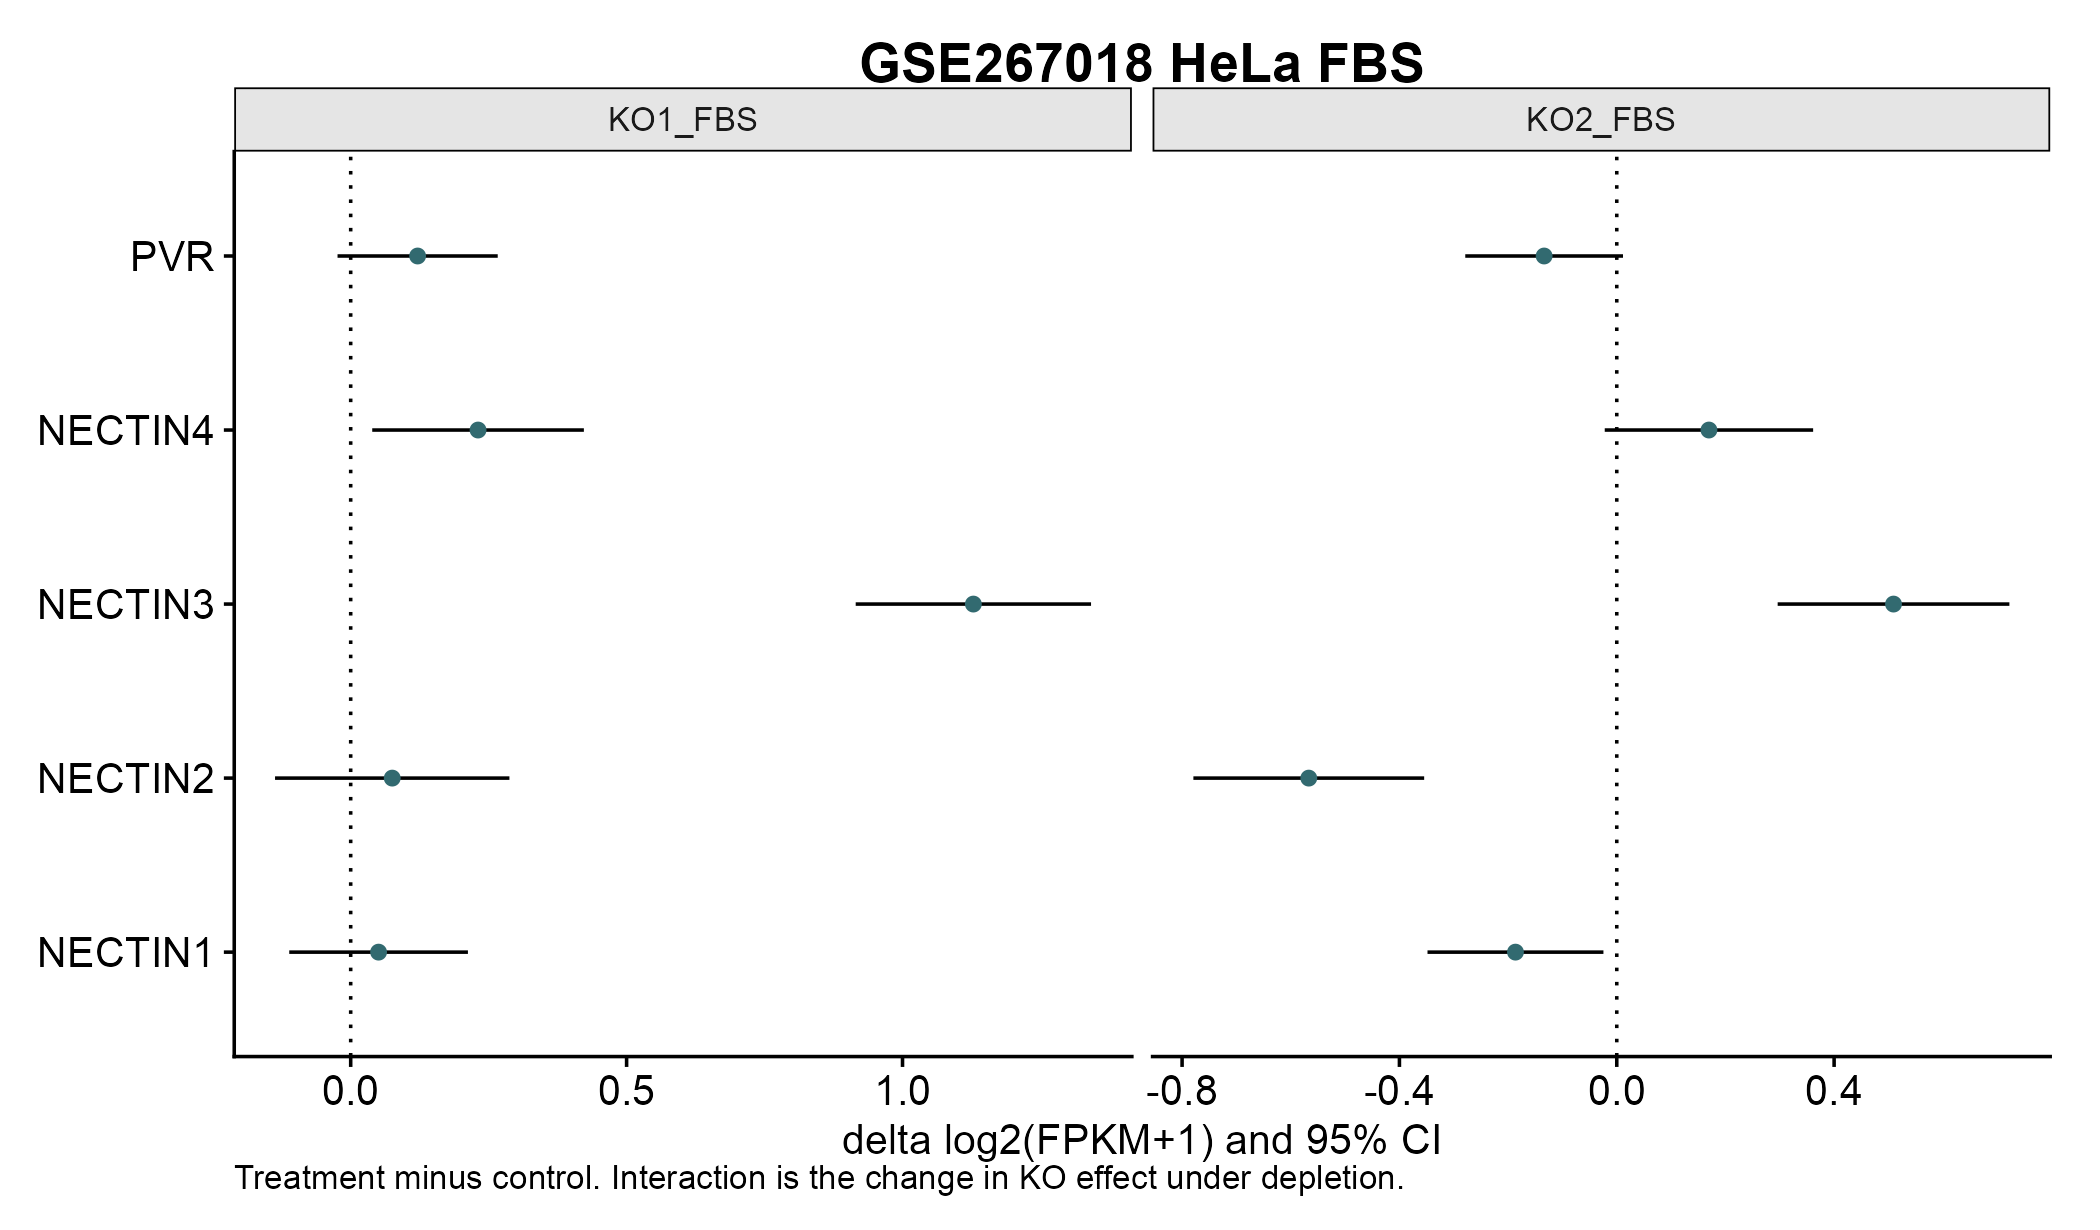 GSE267018 HeLa FBS
KO1_FBS
KO2_FBS
PVR
NECTIN4
NECTIN3
NECTIN2
NECTIN1
0.0 0.5 1.0
-0.8 -0.4 0.0 0.4
delta log2(FPKM+1) and 95% CI
Treatment minus control. Interaction is the change in KO effect under depletion.